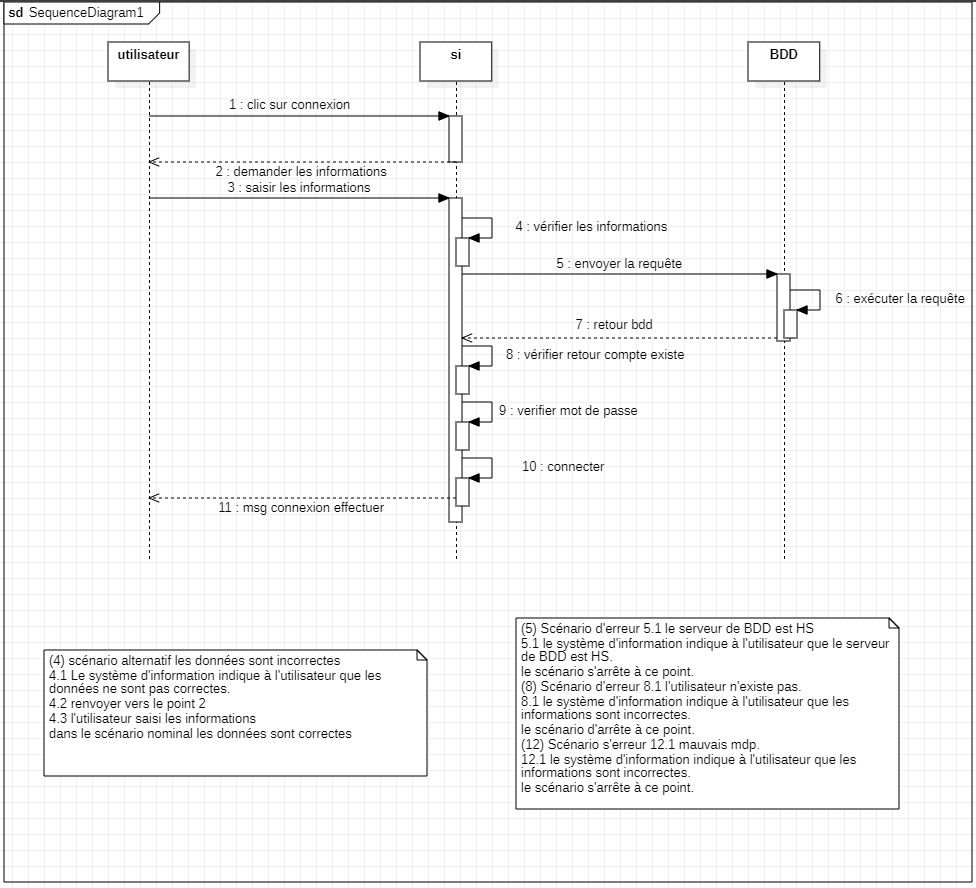 sd SequenceDiagram1
utilisateur
si
BDD
1 : clic sur connexion
2 : demander les informations
3 : saisir les informations
4 : vérifier les informations
5 : envoyer la requête
6 : exécuter la requête
7 : retour bdd
8 : vérifier retour compte existe
9 : verifier mot de passe
10 : connecter
11 : msg connexion effectuer
(4) scénario alternatif les données sont incorrectes
4.1 Le système d'information indique à l'utilisateur que les
données ne sont pas correctes.
4.2 renvoyer vers le point 2
4.3 l'utilisateur saisi les informations
dans le scénario nominal les données sont correctes
(5) Scénario d'erreur 5.1 le serveur de BDD est HS
5.1 le système d'information indique à l'utilisateur que le serveur
de BDD est HS.
le scénario s'arrête à ce point.
(8) Scénario d'erreur 8.1 l'utilisateur n'existe pas.
8.1 le système d'information indique à l'utilisateur que les
informations sont incorrectes.
le scénario d'arrête à ce point.
(12) Scénario s'erreur 12.1 mauvais mdp.
12.1 le système d'information indique à l'utilisateur que les
informations sont incorrectes.
le scénario s'arrête à ce point.